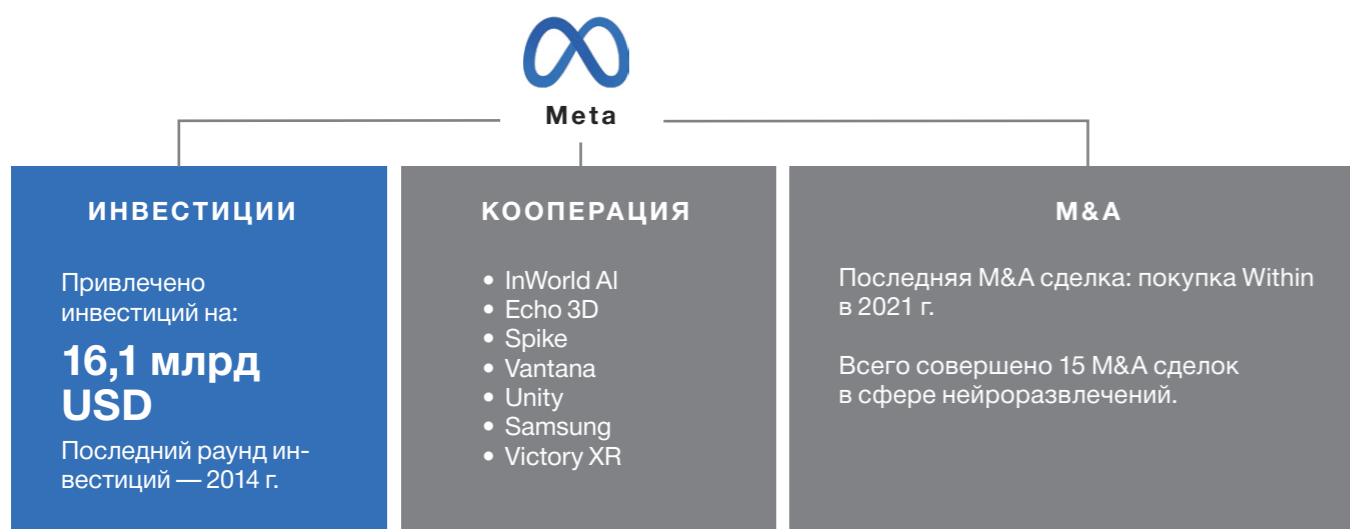 Meta
ИНВЕСТИЦИИ
Привлечено
инвестиций на:
16,1 млрд
USD
Последний раунд ин-
вестиций — 2014 г.
КООПЕРАЦИЯ
• InWorld AI
• Echo 3D
• Spike
• Vantana
• Unity
• Samsung
• Victory XR
M&A
Последняя M&A сделка: покупка Within
в 2021 г.
Всего совершено 15 M&A сделок
в сфере нейроразвлечений.